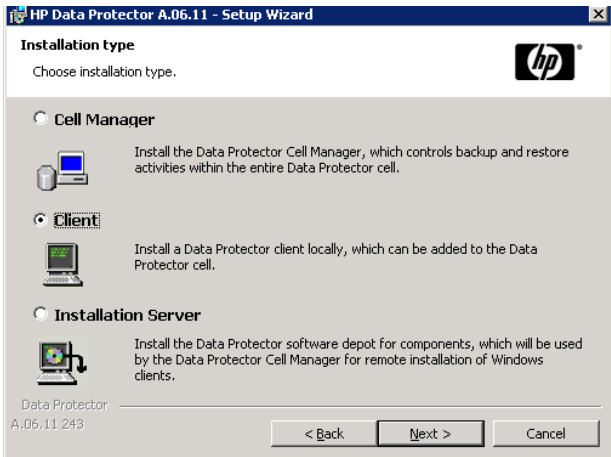 HP Data Protector A.06.11 - Setup Wizard
Installation type
Choose installation type.
hp
Cell Manager
Install the Data Protector Cell Manager, which controls backup and restore
activities within the entire Data Protector cell.
Client
Install a Data Protector client locally, which can be added to the Data
Protector cell.
Installation Server
Install the Data Protector software depot for components, which will be used
by the Data Protector Cell Manager for remote installation of Windows
clients.
Data Protector
A.06.11 243
< Back Next > Cancel